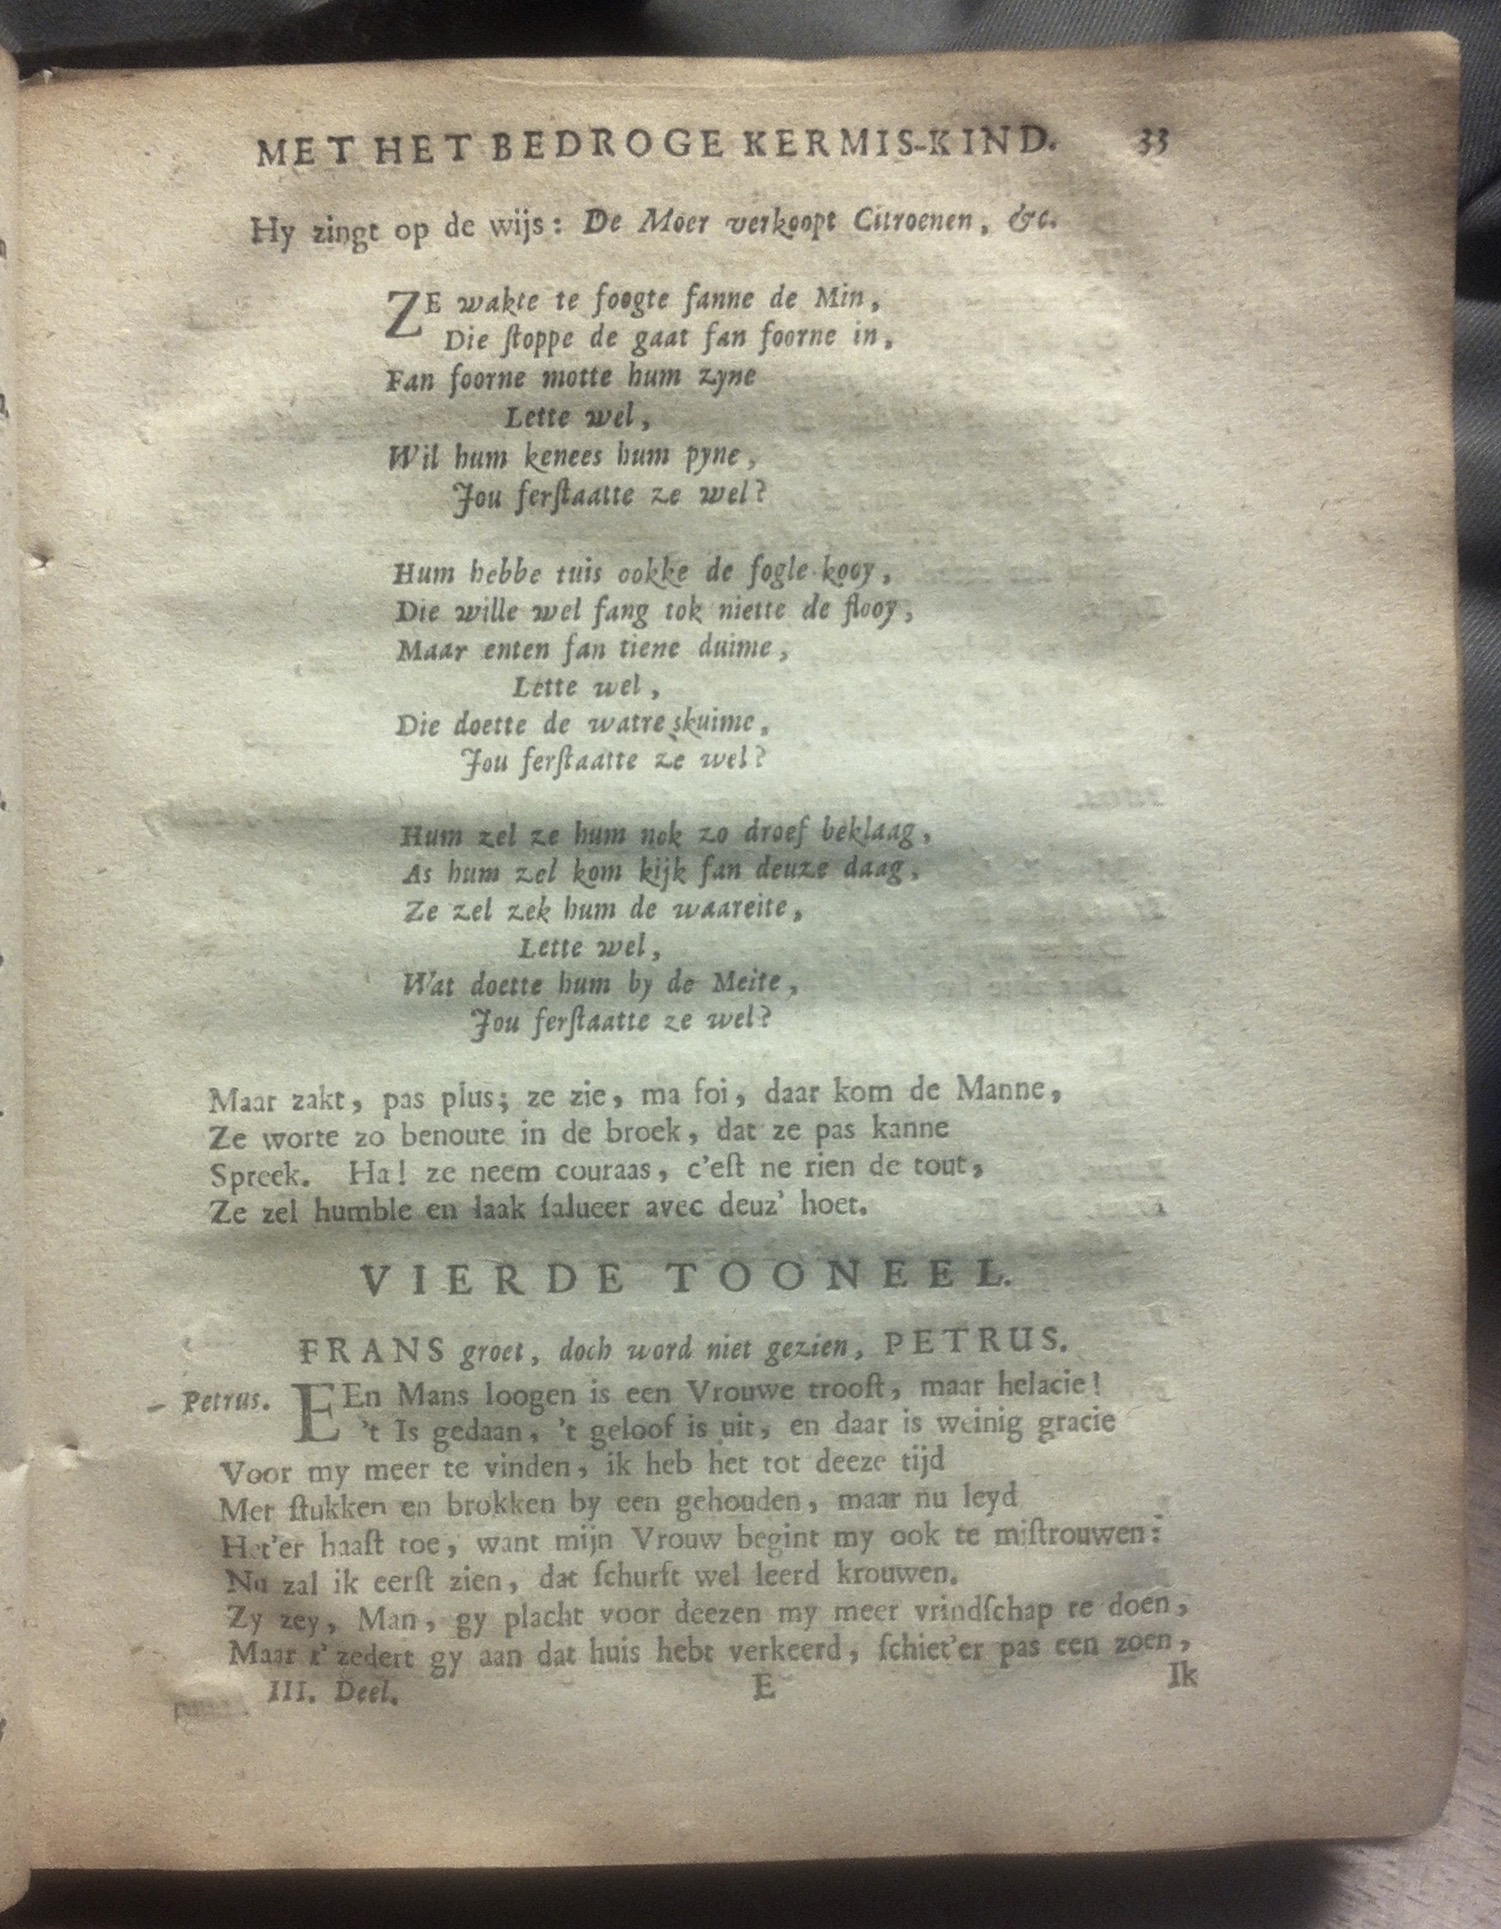 MET HET BEDROGE KERMIS-KIND. 33
Hy zingt op de wijs: De Moer verkoopt Citroenen, &c.
ZE wakte te foogte fanne de Min,
Die ſtoppe de gaat fan foorne in,
Fan foorne motte hum zyne
Lette wel,
Wil hum kenees hum pyne,
Jou ferſtaatte ze wel?
Hum hebbe tuis ookke de fogle kooy,
Die wille wel fang tok niette de flooy,
Maar enten fan tiene duime,
Lette wel,
Die doette de watre skuime,
Jou ferſtaatte ze wel?
Hum zel ze hum nok zo droef beklaag,
As hum zel kom kijk fan deuze daag,
Ze zel zek hum de waareite,
Lette wel,
Wat doette hum by de Meite,
Jou ferſtaatte ze wel?
Maar zakt, pas plus; ze zie, ma foi, daar kom de Manne,
Ze worte zo benoute in de broek, dat ze pas kanne
Spreek. Ha! ze neem couraas, c'eſt ne rien de tout,
Ze zel humble en laak ſalueer avec deuz' hoet.
VIERDE TOONEEL.
FRANS groet, doch word niet gezien, PETRUS.
Petrus. EEn Mans loogen is een Vrouwe trooſt, maar helacie!
't Is gedaan, 't geloof is uit, en daar is weinig gracie
Voor my meer te vinden, ik heb het tot deeze tijd
Met ſtukken en brokken by een gehouden, maar nu leyd
Het'er haaſt toe, want mijn Vrouw begint my ook te miſtrouwen:
Nu zal ik eerſt zien, dat ſchurft wel leerd krouwen.
Zy zey, Man, gy placht voor deezen my meer vrindſchap te doen,
Maar t' zedert gy aan dat huis hebt verkeerd, ſchiet'er pas een zoen,
III. Deel. E Ik